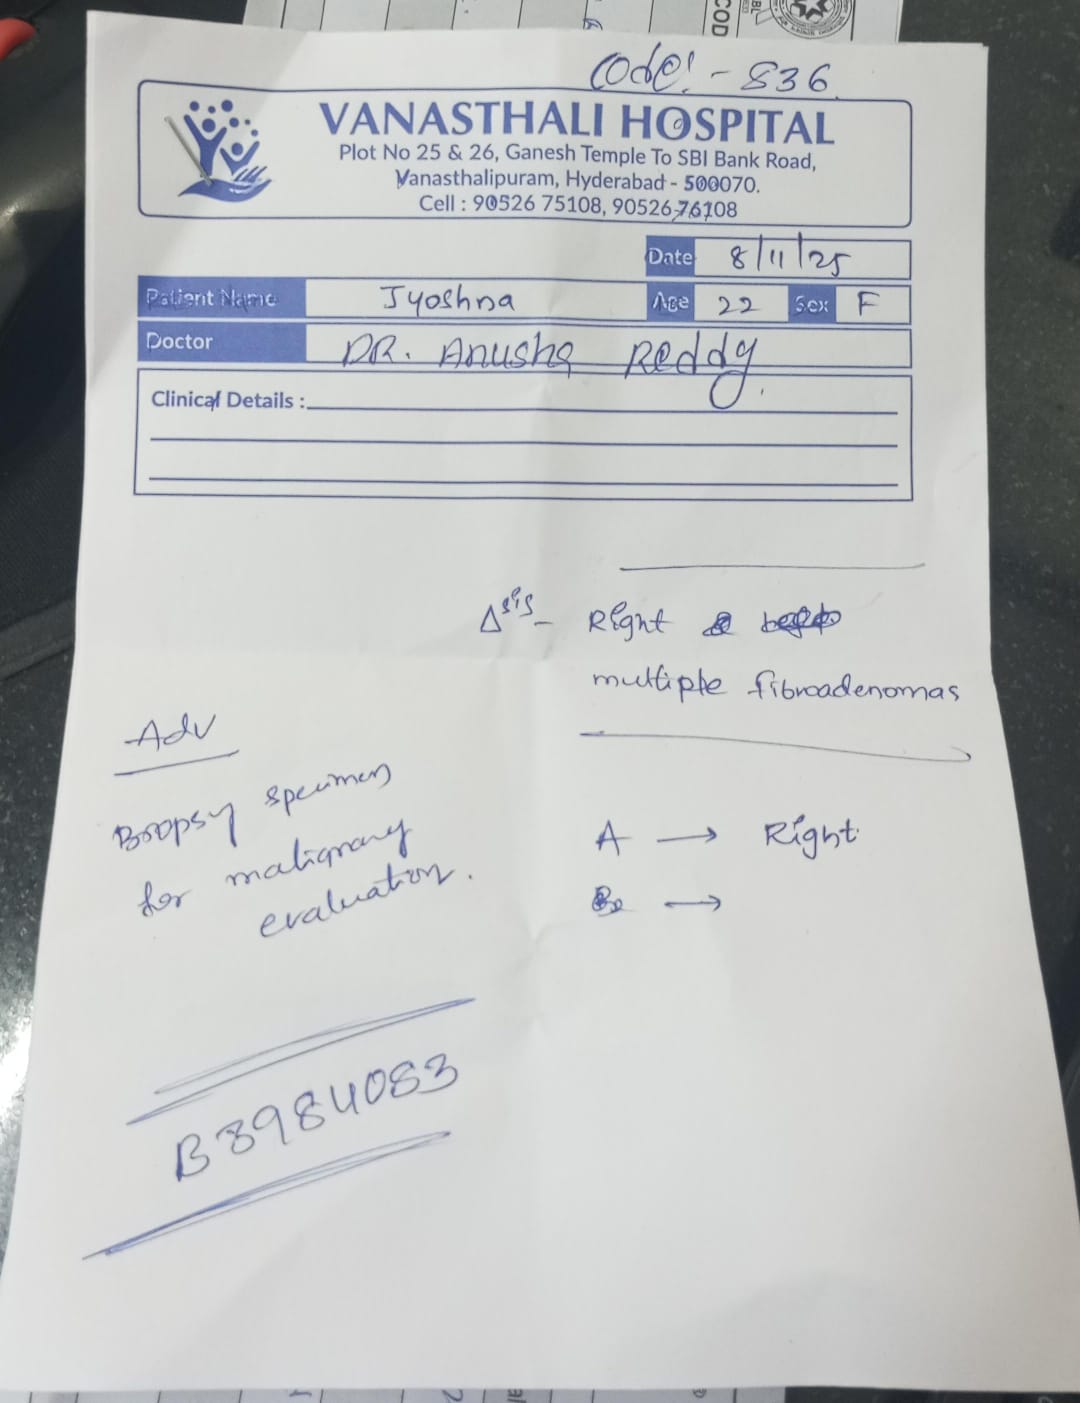 Code:- 836
VANASTHALI HOSPITAL
Plot No 25 & 26, Ganesh Temple To SBI Bank Road,
Vanasthalipuram, Hyderabad - 500070.
Cell : 90526 75108, 90526 76108
Date 8/11/25
Patient Name Jyoshna Age 22 Sex F
Doctor DR. Anusha Reddy.
Clinical Details :
Δsis- Right
multiple fibroadenomas
Adv
Biopsy specimen
for malignancy
evaluation.
A → Right
B →
B3984083
COD